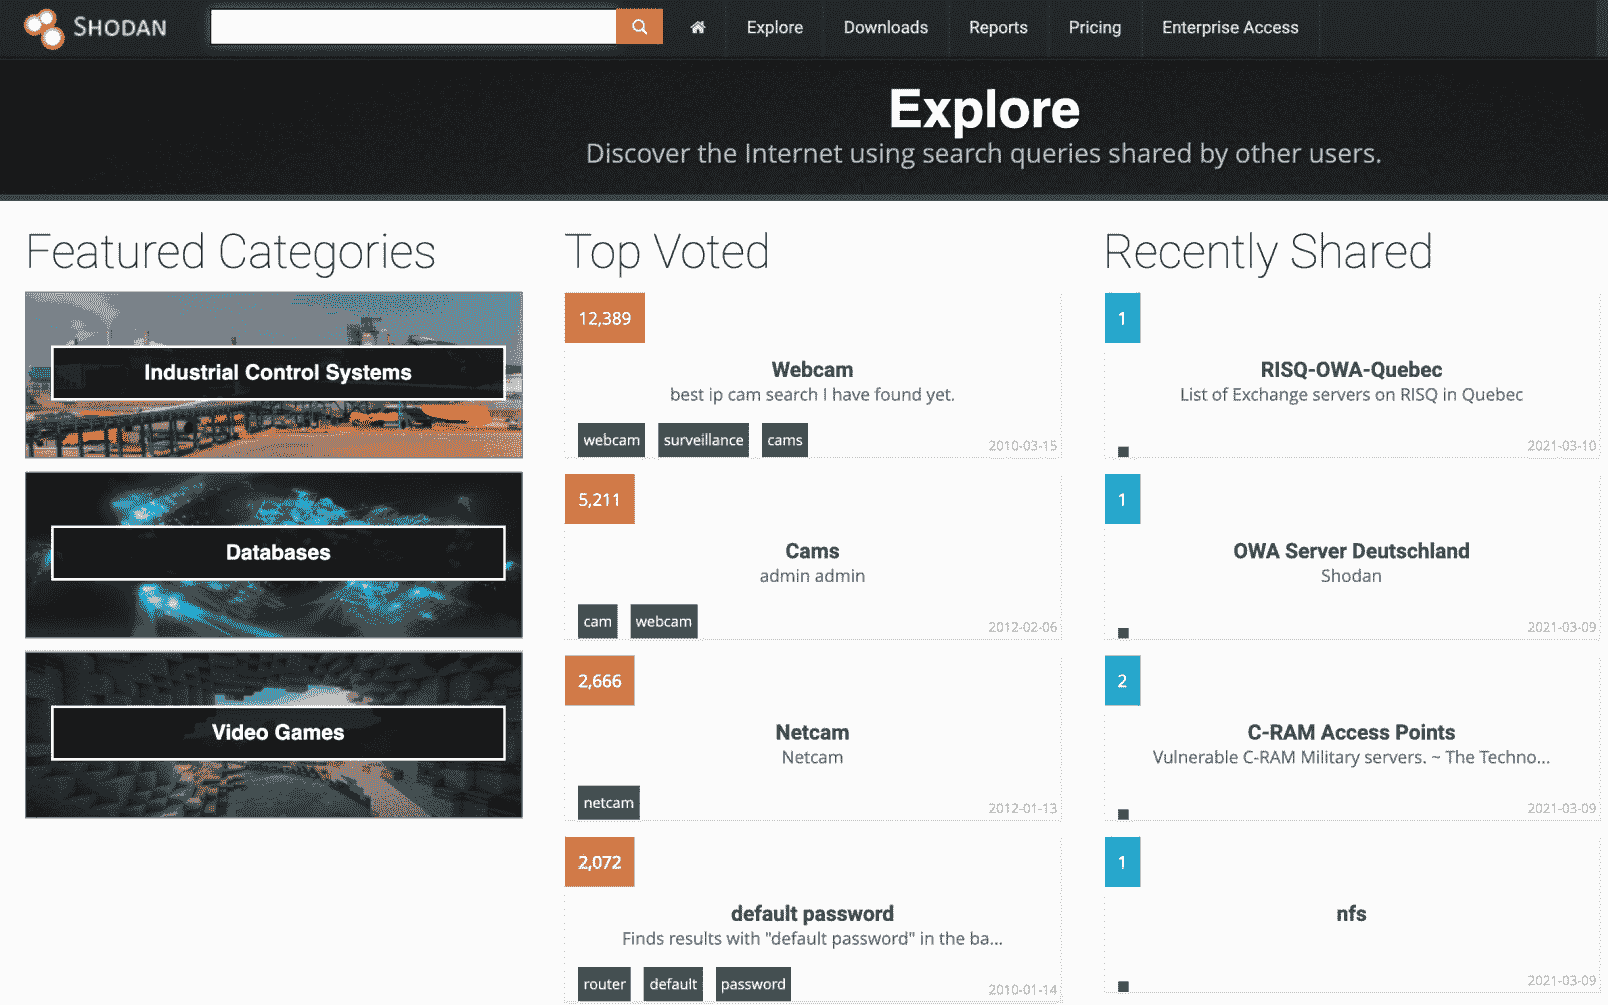 SHODAN
Explore
Downloads
Reports
Pricing
Enterprise Access
Explore
Discover the Internet using search queries shared by other users.
Featured Categories
Industrial Control Systems
Databases
Video Games
Top Voted
12,389
Webcam
best ip cam search I have found yet.
webcam surveillance cams
2010-03-15
5,211
Cams
admin admin
cam webcam
2012-02-06
2,666
Netcam
Netcam
netcam
2012-01-13
2,072
default password
Finds results with "default password" in the ba...
router default password
2010-01-14
Recently Shared
1
RISQ-OWA-Quebec
List of Exchange servers on RISQ in Quebec
2021-03-10
1
OWA Server Deutschland
Shodan
2021-03-09
2
C-RAM Access Points
Vulnerable C-RAM Military servers. ~ The Techno...
2021-03-09
1
nfs
2021-03-09